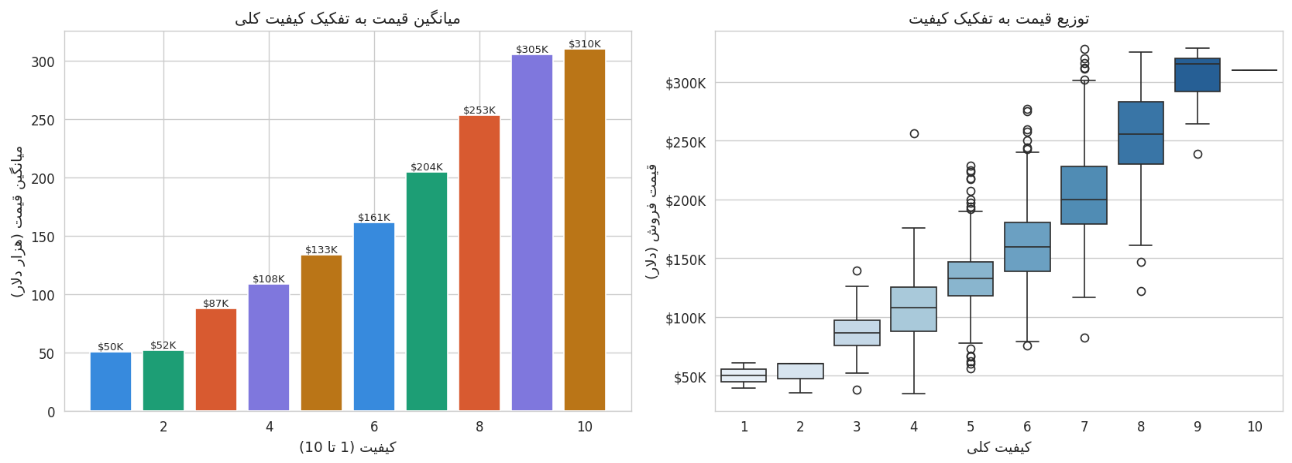 میانگین قیمت به تفکیک کیفیت کلی
میانگین قیمت (هزار دلار)
300
250
200
150
100
50
0
$50K
$52K
$87K
$108K
$133K
$161K
$204K
$253K
$305K
$310K
2
4
6
8
10
کیفیت (1 تا 10)
توزیع قیمت به تفکیک کیفیت
قیمت فروش (دلار)
$300K
$250K
$200K
$150K
$100K
$50K
1 2 3 4 5 6 7 8 9 10
کیفیت کلی